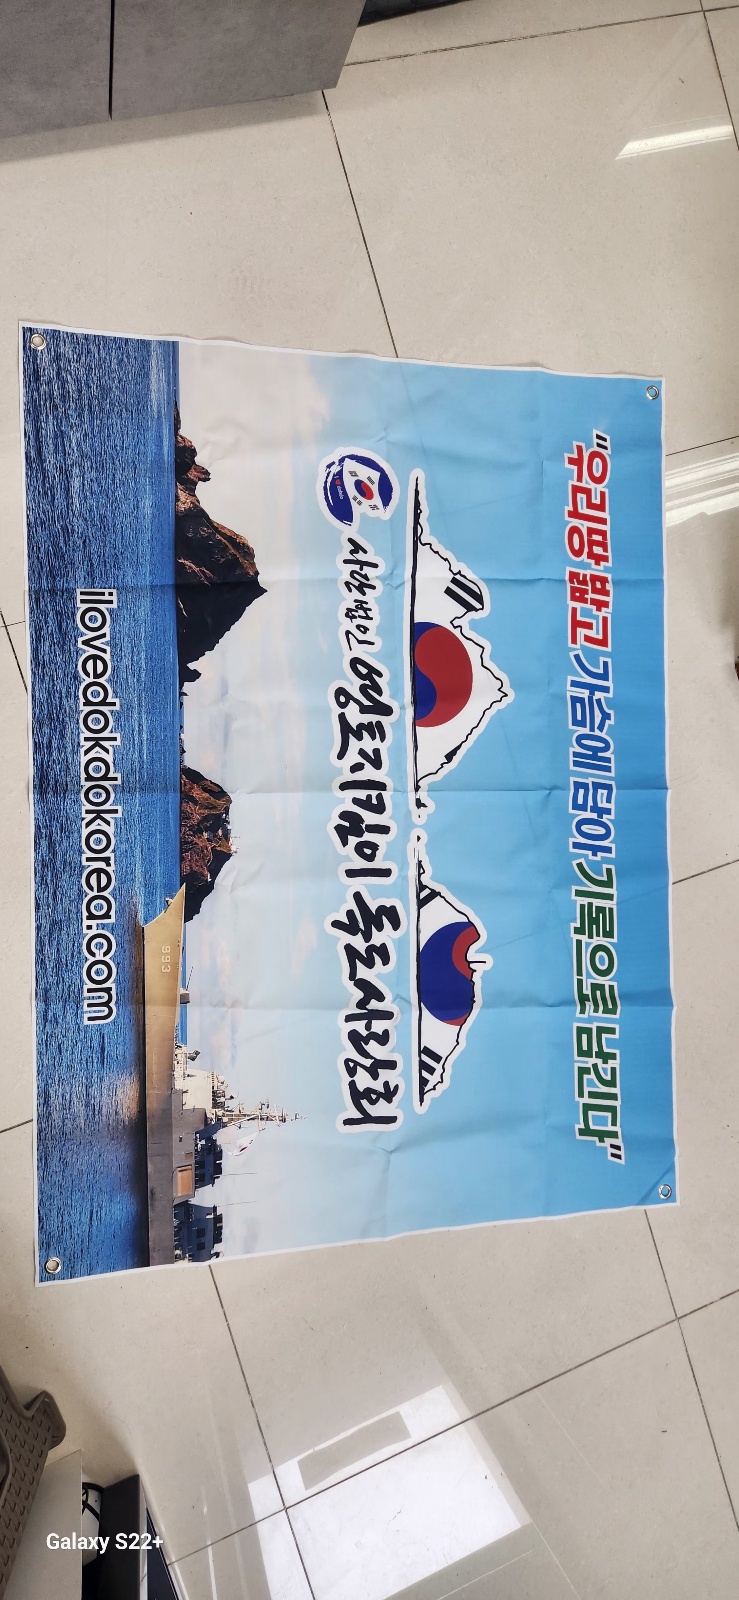 "우리땅 밟고 가슴에 담아 기록으로 남긴다"
사단법인 영토지킴이 독도사랑회
ilovedokdokorea.com
993
Galaxy S22+